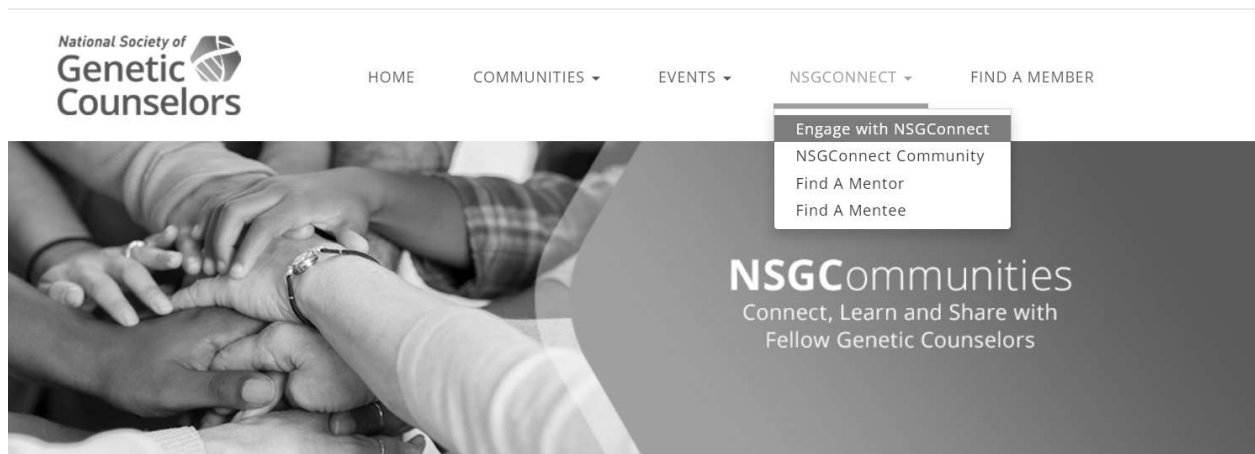 National Society of
Genetic
Counselors
HOME COMMUNITIES EVENTS NSGCONNECT FIND A MEMBER
Engage with NSGConnect
NSGConnect Community
Find A Mentor
Find A Mentee
NSGCommunities
Connect, Learn and Share with
Fellow Genetic Counselors